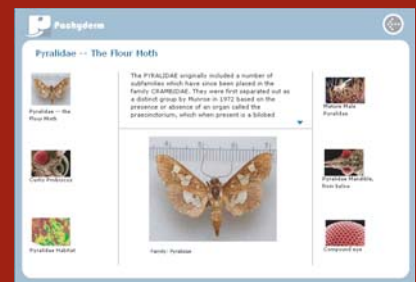 Pachyderm
Pyralidae -- The Flour Moth
The PYRALIDAE originally included a number of
subfamilies which have since been placed in the
family CRAMBIDAE. They were first separated out as
a distinct group by Munroe in 1972 based on the
presence or absence of an organ called the
praecinctorium, which when present is a bilobed
Pyralidae -- the
Flour Moth
Curlio Probiscus
Pyralidae Habitat
Family: Pyralidae
Mature Male
Pyralidae
Pyralidae Mandible,
from Saliva
Compound eye